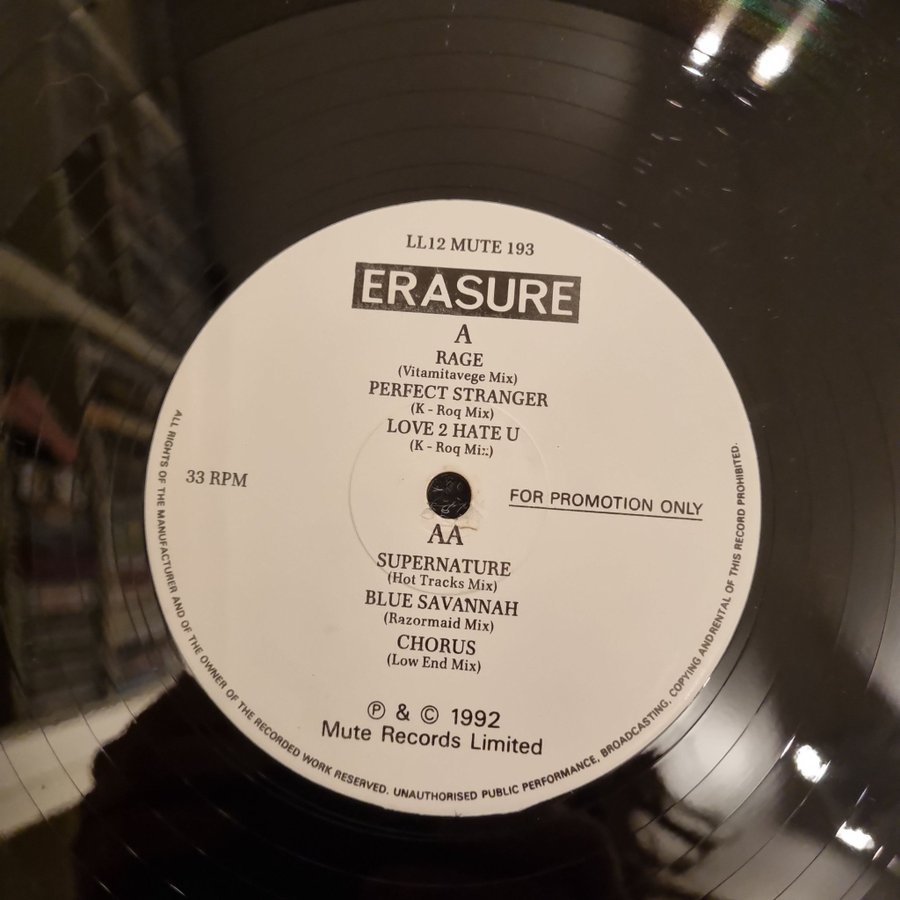 LL12 MUTE 193
ERASURE
A
RAGE
(Vitamitavege Mix)
PERFECT STRANGER
(K - Roq Mix)
LOVE 2 HATE U
(K - Roq Mix)
33 RPM
FOR PROMOTION ONLY
AA
SUPERNATURE
(Hot Tracks Mix)
BLUE SAVANNAH
(Razormaid Mix)
CHORUS
(Low End Mix)
℗ & © 1992
Mute Records Limited
ALL RIGHTS OF THE MANUFACTURER AND OF THE OWNER OF THE RECORDED WORK RESERVED. UNAUTHORISED PUBLIC PERFORMANCE, BROADCASTING, COPYING AND RENTAL OF THIS RECORD PROHIBITED.